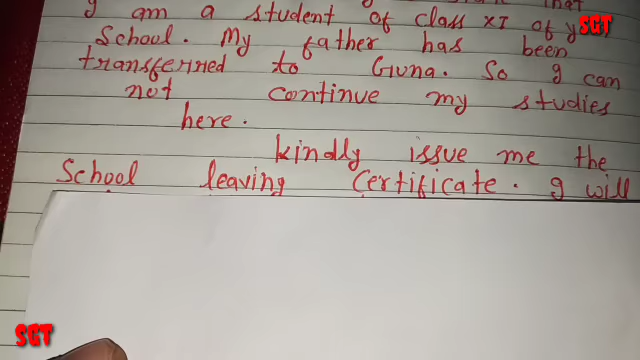 that
I am a student of class XI of y SGT
School. My father has been
transferred to Guna. So I can
not continue my studies
here.
kindly issue me the
School leaving Certificate. I will
SGT